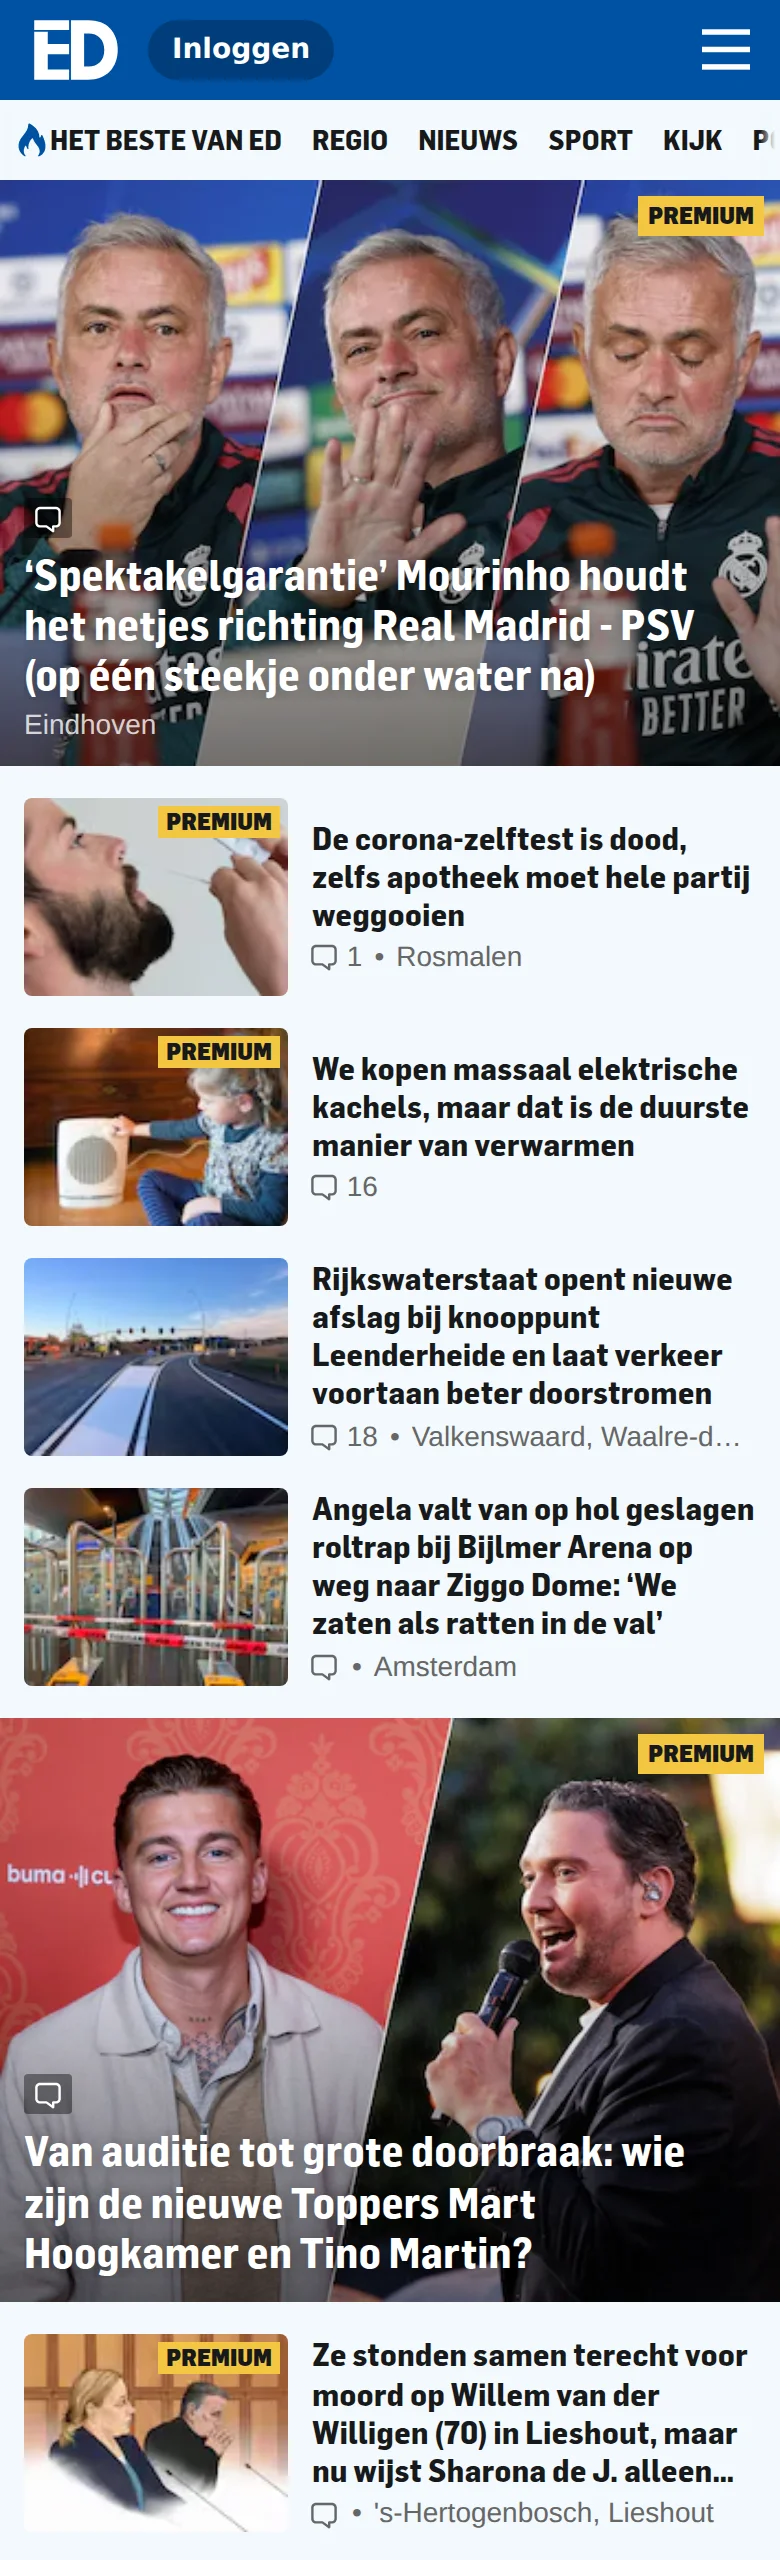 ED
Inloggen
HET BESTE VAN ED REGIO NIEUWS SPORT KIJK
PREMIUM
‘Spektakelgarantie’ Mourinho houdt
het netjes richting Real Madrid - PSV
(op één steekje onder water na)
Eindhoven
BETTER
PREMIUM
De corona-zelftest is dood,
zelfs apotheek moet hele partij
weggooien
1 • Rosmalen
PREMIUM
We kopen massaal elektrische
kachels, maar dat is de duurste
manier van verwarmen
16
Rijkswaterstaat opent nieuwe
afslag bij knooppunt
Leenderheide en laat verkeer
voortaan beter doorstromen
18 • Valkenswaard, Waalre-d…
Angela valt van op hol geslagen
roltrap bij Bijlmer Arena op
weg naar Ziggo Dome: ‘We
zaten als ratten in de val’
• Amsterdam
PREMIUM
buma
Van auditie tot grote doorbraak: wie
zijn de nieuwe Toppers Mart
Hoogkamer en Tino Martin?
PREMIUM
Ze stonden samen terecht voor
moord op Willem van der
Willigen (70) in Lieshout, maar
nu wijst Sharona de J. alleen...
• 's-Hertogenbosch, Lieshout